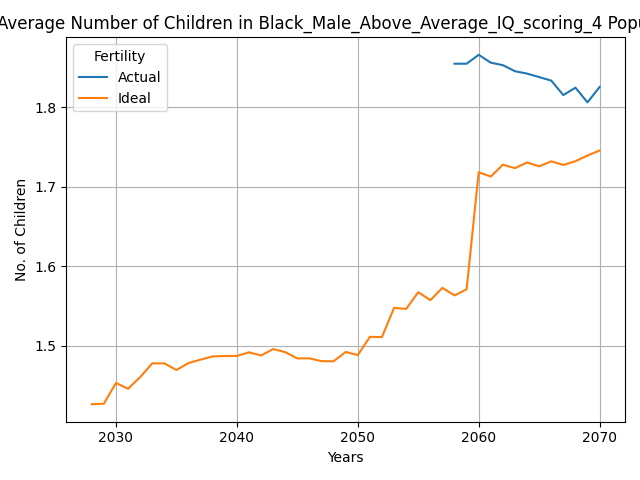 Average Number of Children in Black_Male_Above_Average_IQ_scoring_4 Popu
Fertility
Actual
Ideal
1.8
1.7
1.6
1.5
No. of Children
2030 2040 2050 2060 2070
Years